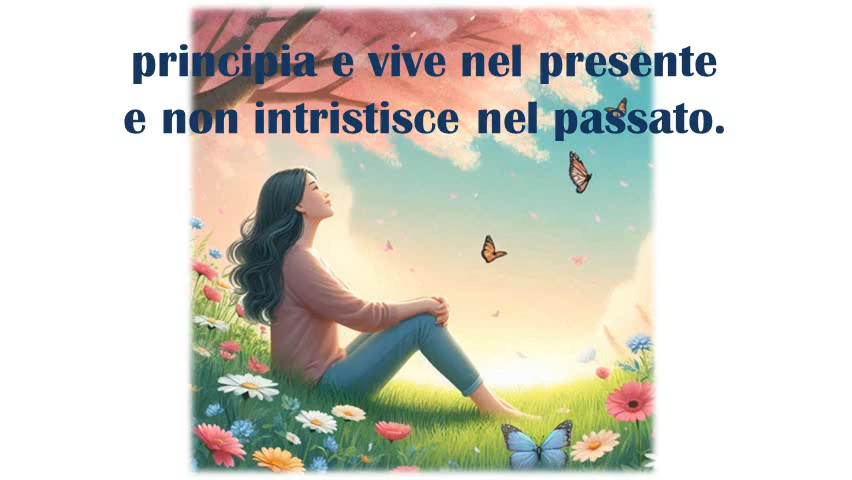 principia e vive nel presente
e non intristisce nel passato.